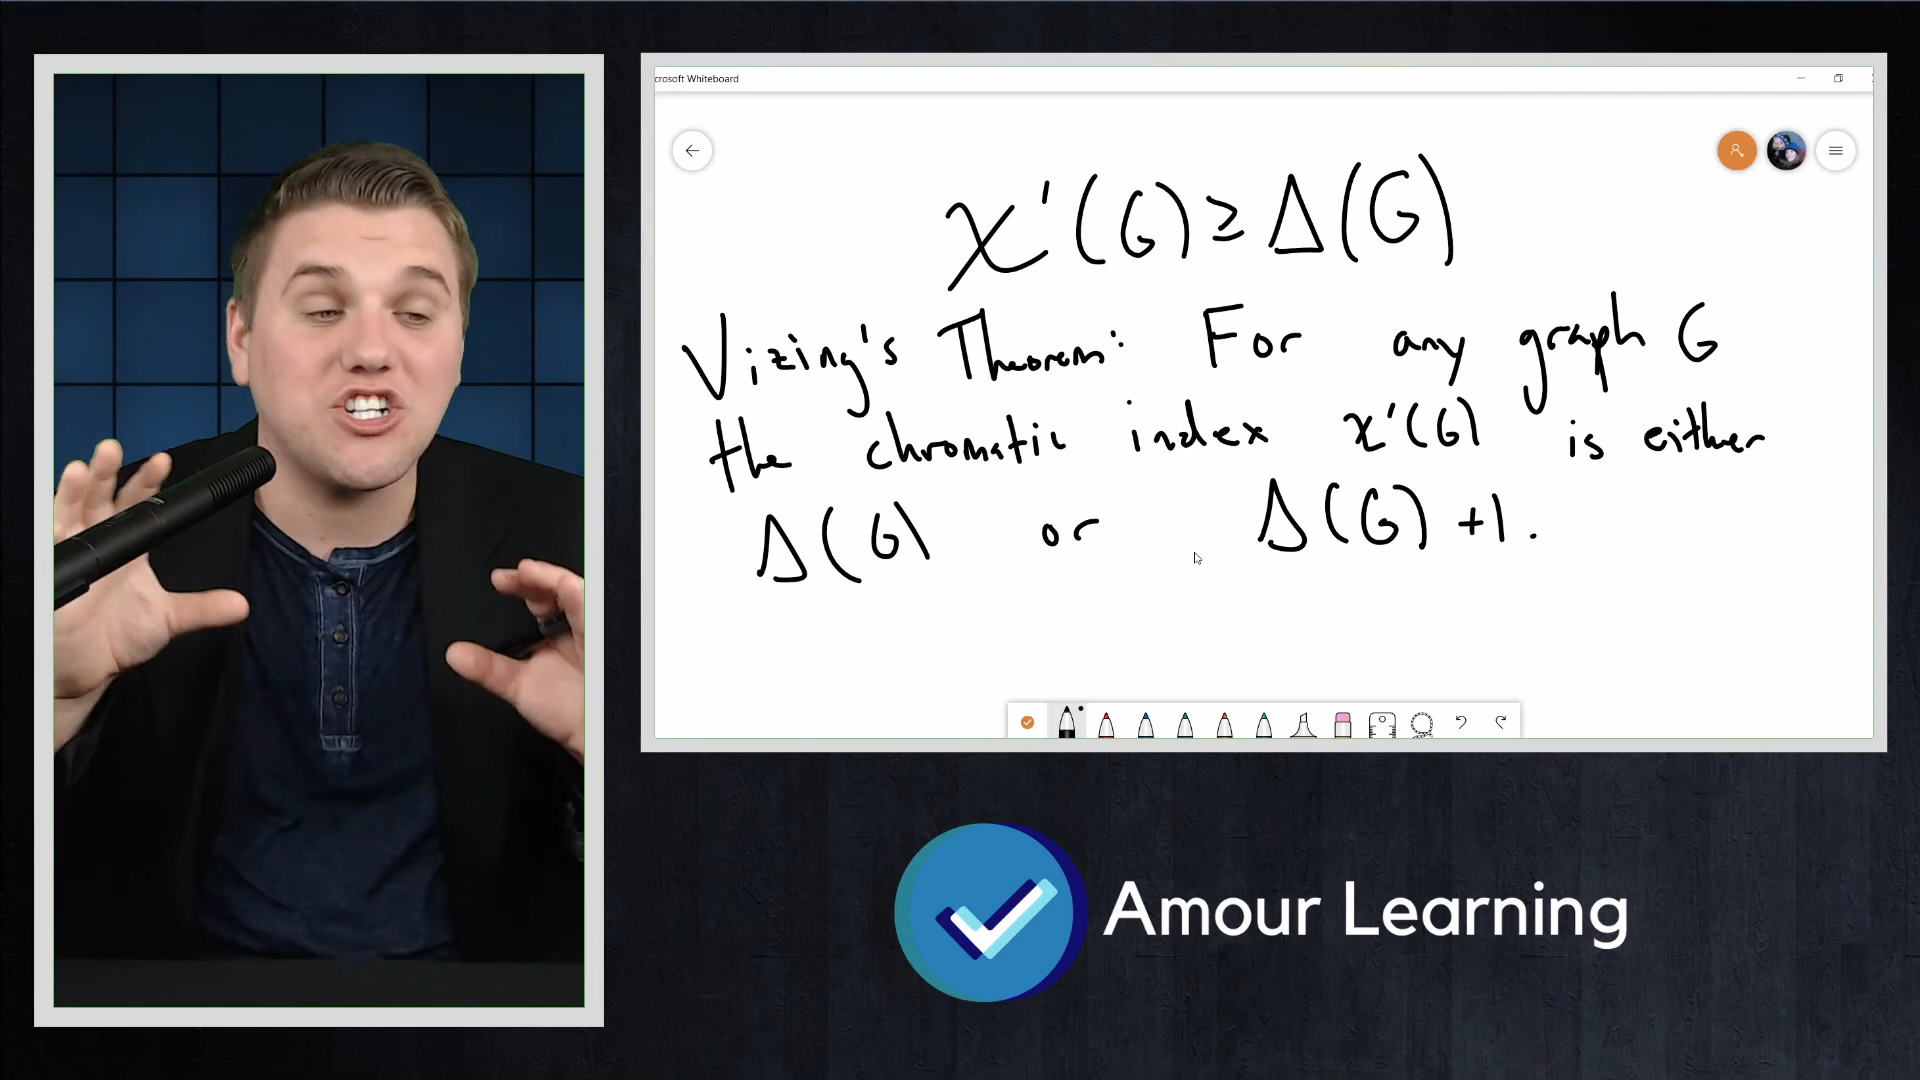 crosoft Whiteboard
χ'(G) ≥ Δ(G)
Vizing's Theorem: For any graph G
the chromatic index χ'(G) is either
Δ(G) or Δ(G) +1.
Amour Learning